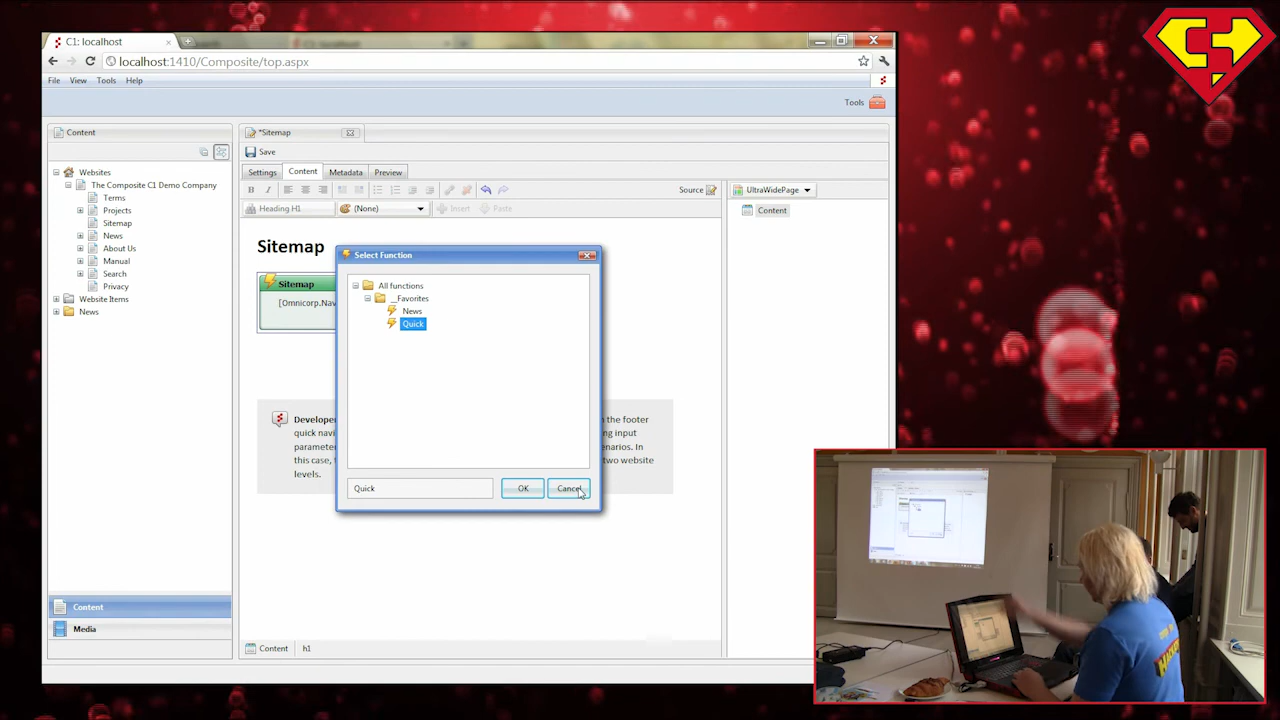 C1: localhost
localhost:1410/Composite/top.aspx
File View Tools Help
Tools
Content
*Sitemap
Save
Websites
The Composite C1 Demo Company
Terms
Projects
Sitemap
News
About Us
Manual
Search
Privacy
Website Items
News
Settings Content Metadata Preview
B I
Source
UltraWidePage
Heading H1
(None)
Insert
Paste
Content
Sitemap
Sitemap
[Omnicorp.Nav
Select Function
All functions
__Favorites
News
Quick
Quick
OK
Cancel
Develope
the footer
quick navi
ng input
parameter
enarios. In
this case, t
two website
levels.
Content
Media
Content h1